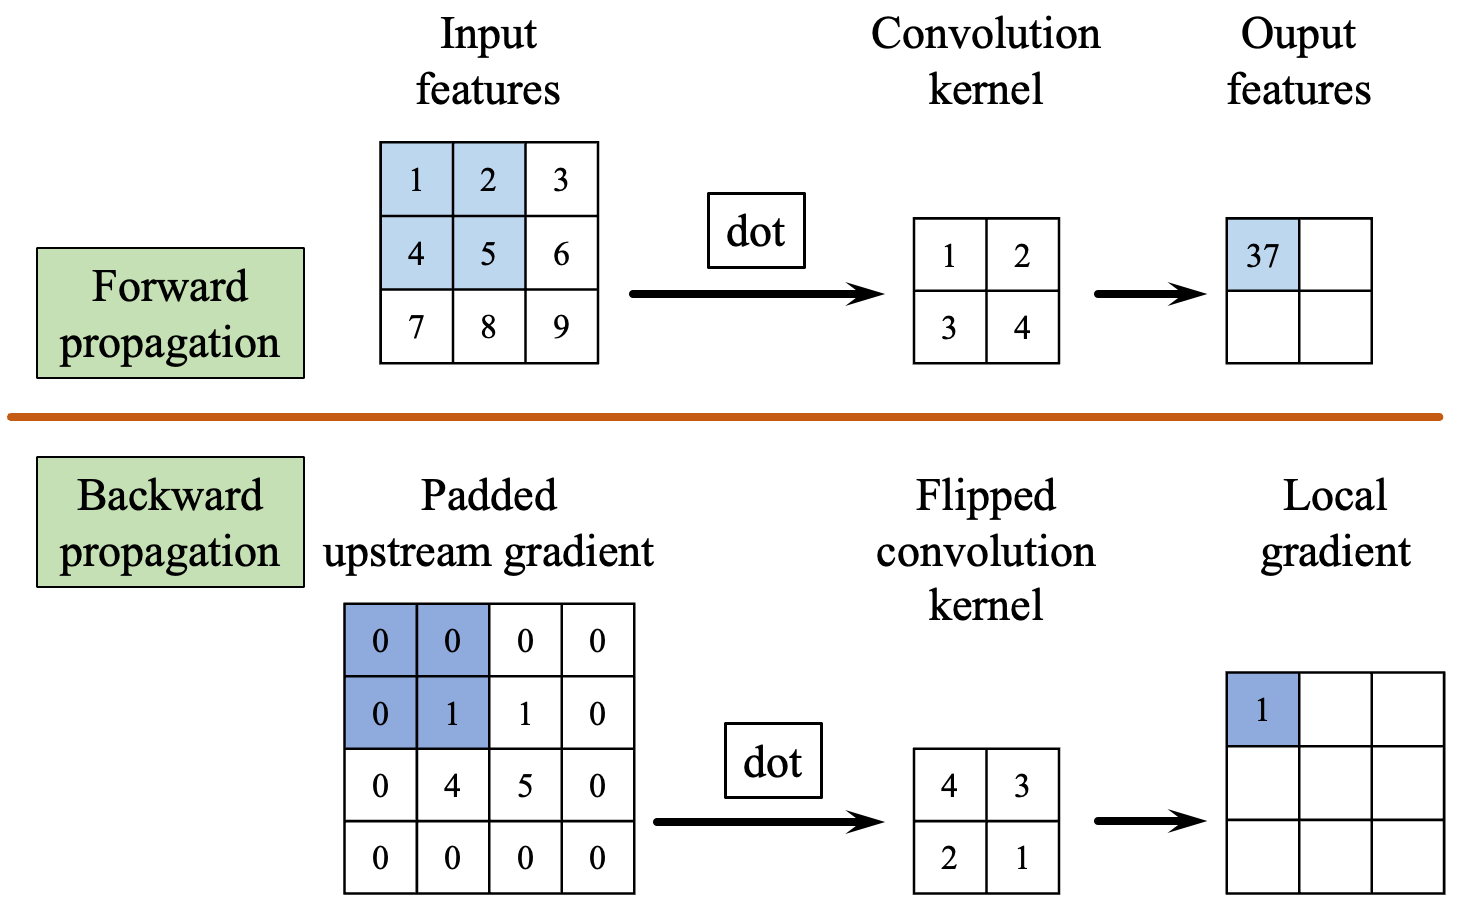 Input
features
Convolution
kernel
Ouput
features
Forward
propagation
1 2 3
4 5 6
7 8 9
dot
1 2
3 4
37
Backward
propagation
Padded
upstream gradient
Flipped
convolution
kernel
Local
gradient
0 0 0 0
0 1 1 0
0 4 5 0
0 0 0 0
dot
4 3
2 1
1